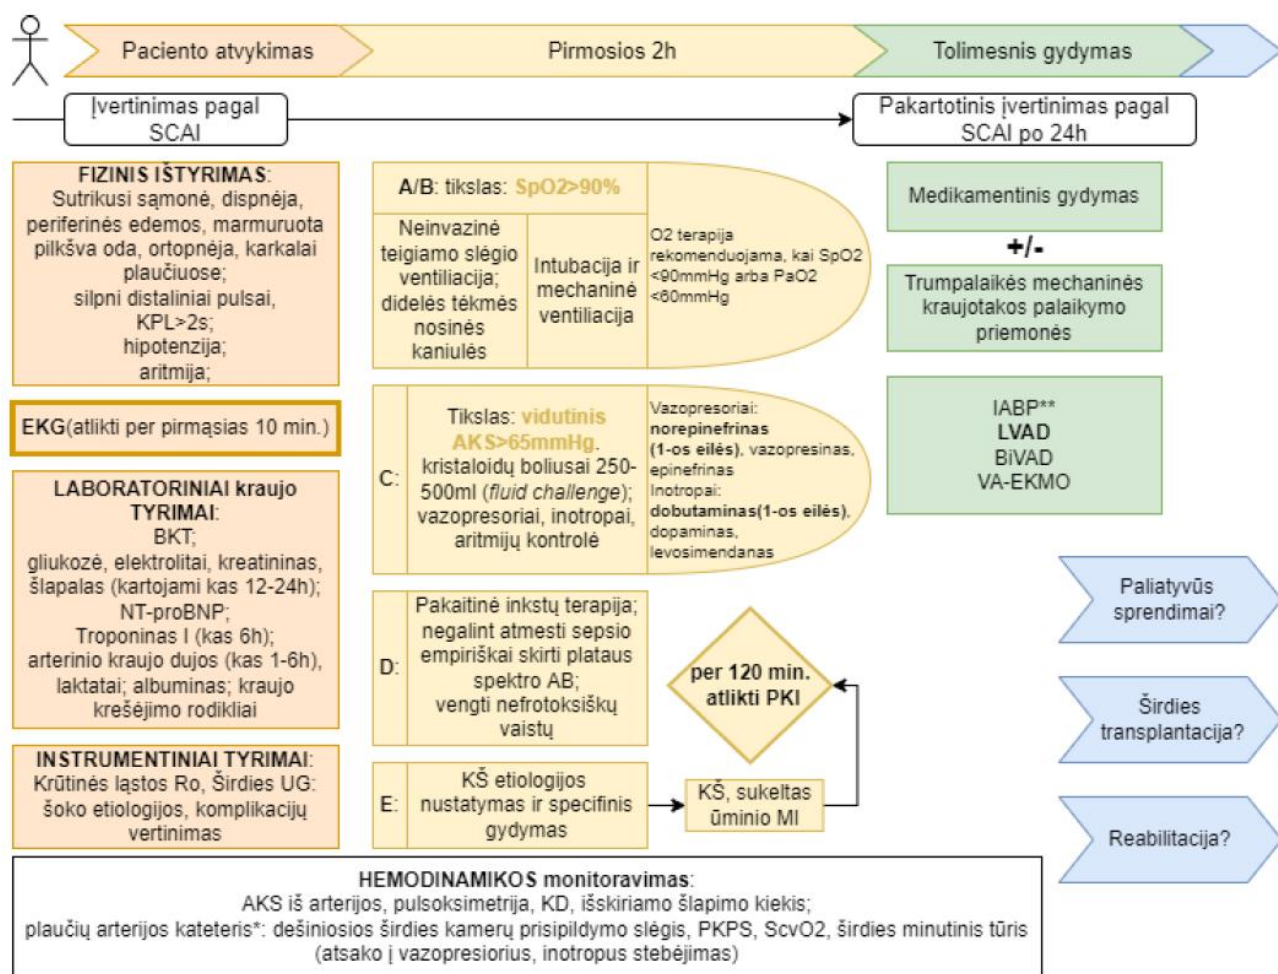 Paciento atvykimas
Pirmosios 2h
Tolimesnis gydymas
Įvertinimas pagal
SCAI
Pakartotinis įvertinimas pagal
SCAI po 24h
FIZINIS IŠTYRIMAS:
Sutrikusi sąmonė, dispnėja,
periferinės edemos, marmuruota
pilkšva oda, ortopnėja, karkalai
plaučiuose;
silpni distaliniai pulsai,
KPL>2s;
hipotenzija;
aritmija;
EKG(atlikti per pirmąsias 10 min.)
LABORATORINIAI kraujo
TYRIMAI:
BKT;
gliukozė, elektrolitai, kreatininas,
šlapalas (kartojami kas 12-24h);
NT-proBNP;
Troponinas I (kas 6h);
arterinio kraujo dujos (kas 1-6h),
laktatai; albuminas; kraujo
krešėjimo rodikliai
INSTRUMENTINIAI TYRIMAI:
Krūtinės ląstos Ro, Širdies UG:
šoko etiologijos, komplikacijų
vertinimas
A/B: tikslas: SpO2>90%
Neinvazinė
teigiamo slėgio
ventiliacija;
didelės tėkmės
nosinės
kaniulės
Intubacija ir
mechaninė
ventiliacija
O2 terapija
rekomenduojama, kai SpO2
<90mmHg arba PaO2
<60mmHg
C:
Tikslas: vidutinis
AKS>65mmHg.
kristaloidų boliusai 250-
500ml (fluid challenge);
vazopresoriai, inotropai,
aritmijų kontrolė
Vazopresoriai:
norepinefrinas
(1-os eilės), vazopresinas,
epinefrinas
Inotropai:
dobutaminas(1-os eilės),
dopaminas,
levosimendanas
D:
Pakaitinė inkstų terapija;
negalint atmesti sepsio
empiriškai skirti plataus
spektro AB;
vengti nefrotoksiškų
vaistų
per 120 min.
atlikti PKI
E:
KŠ etiologijos
nustatymas ir specifinis
gydymas
KŠ, sukeltas
ūminio MI
Medikamentinis gydymas
+/-
Trumpalaikės mechaninės
kraujotakos palaikymo
priemonės
IABP**
LVAD
BiVAD
VA-EKMO
Paliatyvūs
sprendimai?
Širdies
transplantacija?
Reabilitacija?
HEMODINAMIKOS monitoravimas:
AKS iš arterijos, pulsoksimetrija, KD, išskiriamo šlapimo kiekis;
plaučių arterijos kateteris*: dešiniosios širdies kamerų prisipildymo slėgis, PKPS, ScvO2, širdies minutinis tūris
(atsako į vazopresiorius, inotropus stebėjimas)